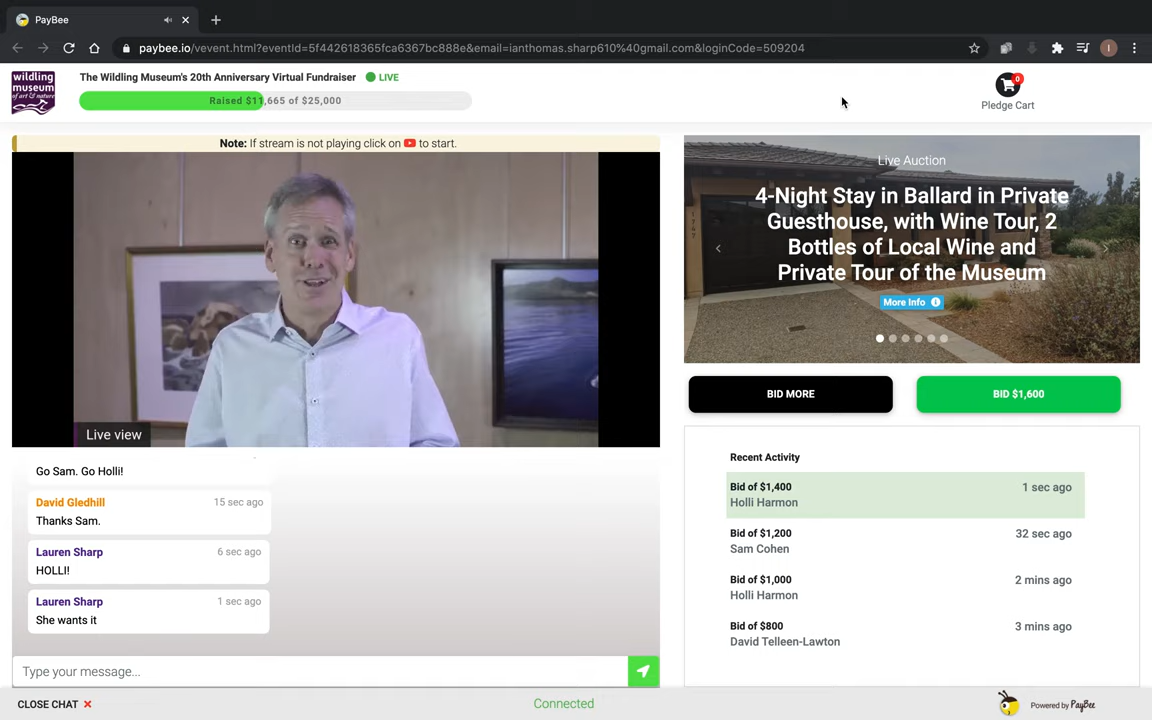 PayBee
paybee.io/vevent.html?eventId=5f442618365fca6367bc888e&email=ianthomas.sharp610%40gmail.com&loginCode=509204
I
wildling
museum
of art & nature
The Wildling Museum's 20th Anniversary Virtual Fundraiser
LIVE
Raised $11,665 of $25,000
0
Pledge Cart
Note: If stream is not playing click on to start.
Live view
Live Auction
4-Night Stay in Ballard in Private
Guesthouse, with Wine Tour, 2
Bottles of Local Wine and
Private Tour of the Museum
More Info
BID MORE
BID $1,600
Go Sam. Go Holli!
David Gledhill 15 sec ago
Thanks Sam.
Lauren Sharp 6 sec ago
HOLLI!
Lauren Sharp 1 sec ago
She wants it
Type your message...
Recent Activity
Bid of $1,400 1 sec ago
Holli Harmon
Bid of $1,200 32 sec ago
Sam Cohen
Bid of $1,000 2 mins ago
Holli Harmon
Bid of $800 3 mins ago
David Telleen-Lawton
CLOSE CHAT
Connected
Powered by PayBee